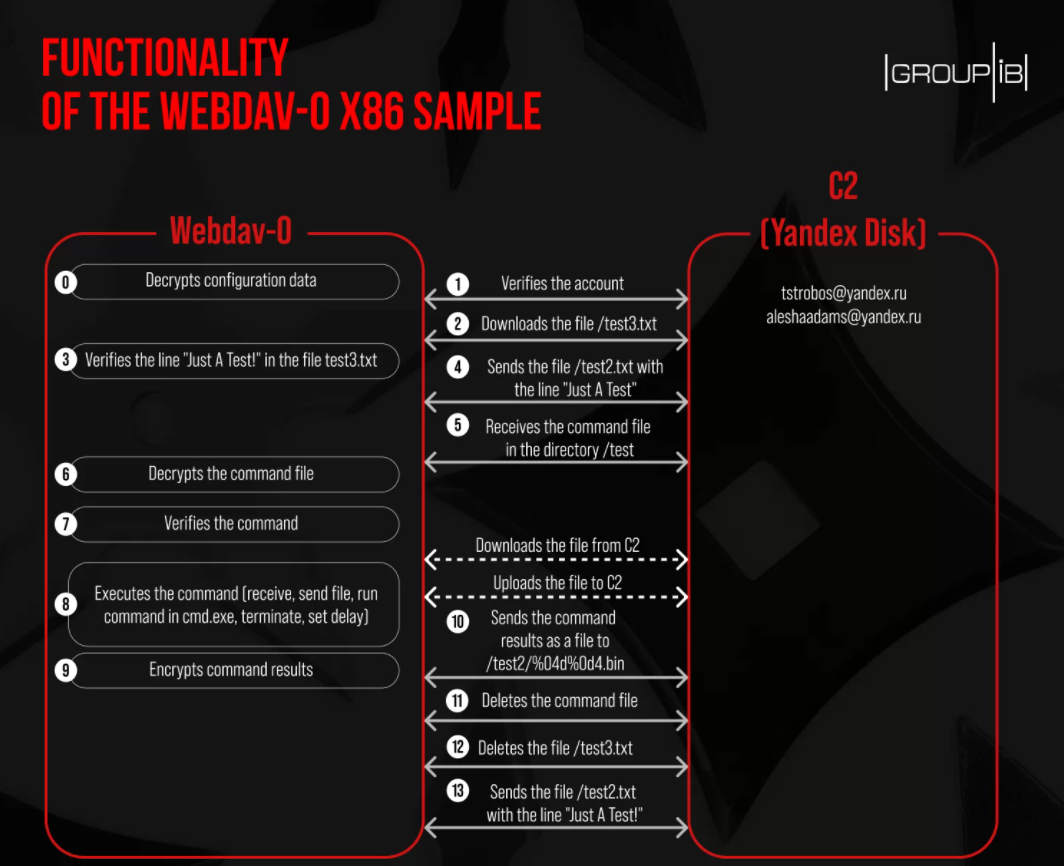 FUNCTIONALITY
OF THE WEBDAV-O X86 SAMPLE
|GROUP|iB|
Webdav-O
C2
(Yandex Disk)
tstrobos@yandex.ru
aleshaadams@yandex.ru
0
Decrypts configuration data
1
Verifies the account
2
Downloads the file /test3.txt
3
Verifies the line "Just A Test!" in the file test3.txt
4
Sends the file /test2.txt with
the line "Just A Test"
5
Receives the command file
in the directory /test
6
Decrypts the command file
7
Verifies the command
Downloads the file from C2
Uploads the file to C2
8
Executes the command (receive, send file, run
command in cmd.exe, terminate, set delay)
9
Encrypts command results
10
Sends the command
results as a file to
/test2/%04d%0d4.bin
11
Deletes the command file
12
Deletes the file /test3.txt
13
Sends the file /test2.txt
with the line "Just A Test!"